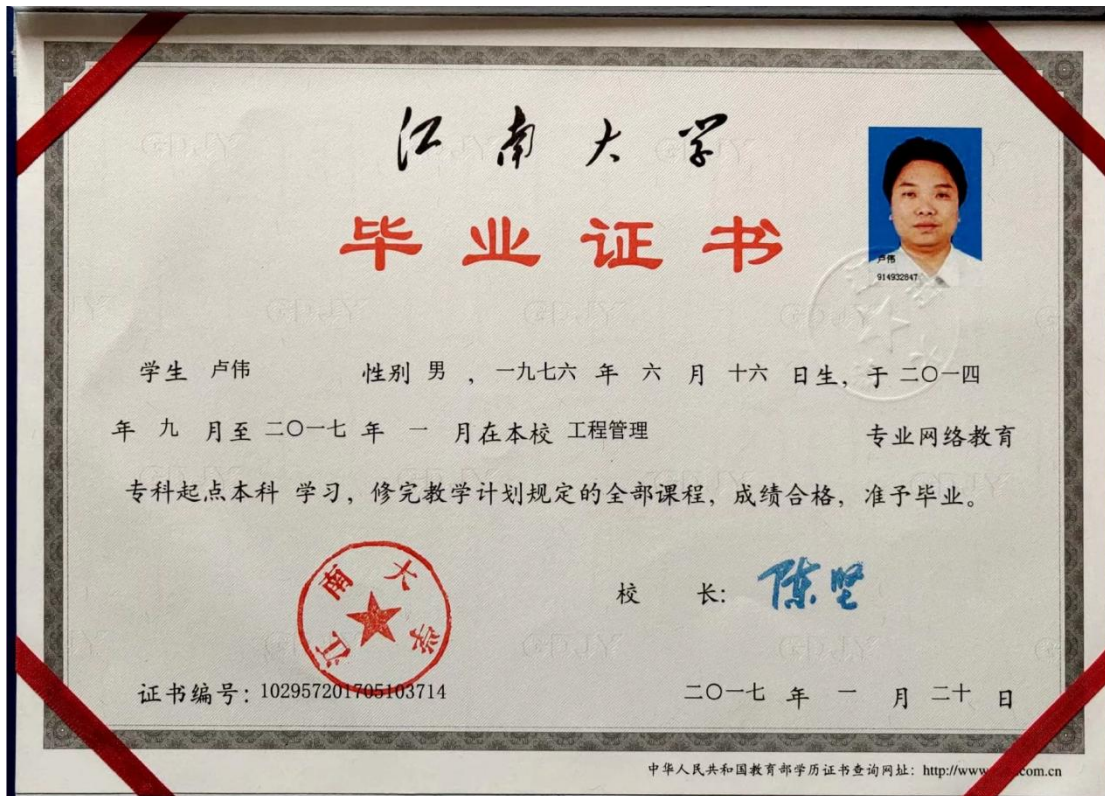 江南大学
毕业证书
卢伟
914932847
学生 卢伟 性别 男 , 一九七六 年 六 月 十六 日生, 于 二〇一四
年 九 月至 二〇一七 年 一 月在本校 工程管理 专业网络教育
专科起点本科 学习, 修完教学计划规定的全部课程, 成绩合格, 准予毕业。
江南大学
校 长: 陈坚
证书编号: 102957201705103714
二〇一七 年 一 月 二十 日
中华人民共和国教育部学历证书查询网址: http://www. .com.cn